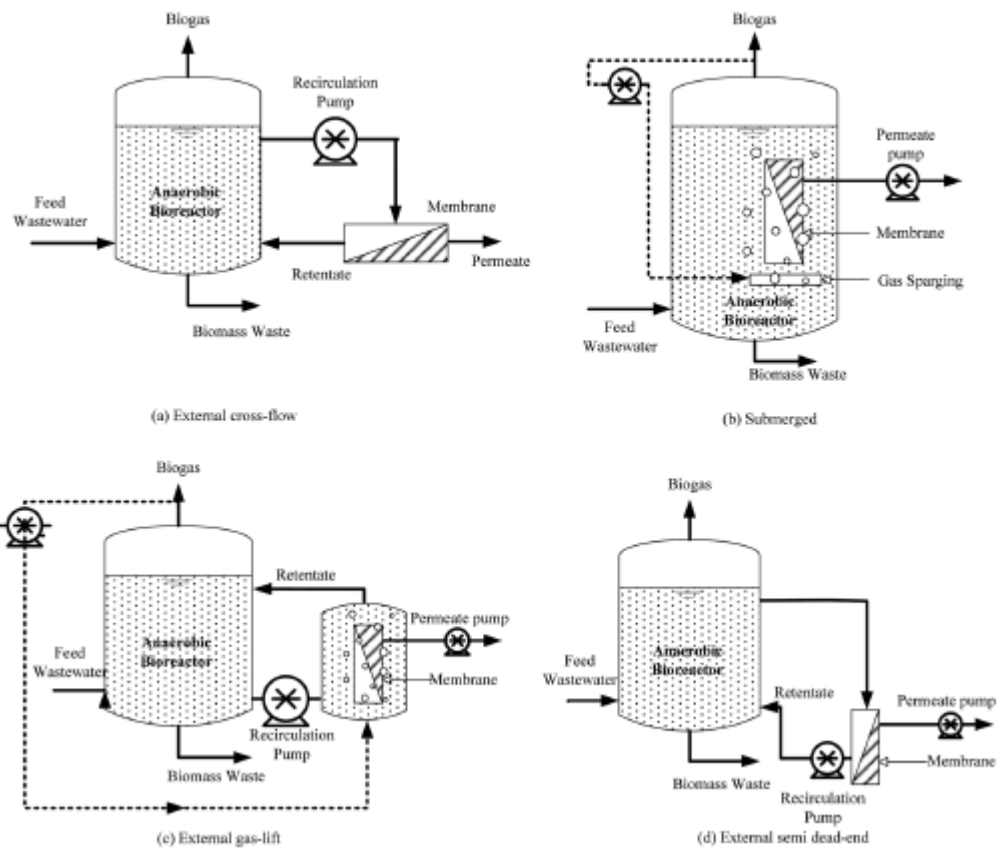 Biogas
Recirculation
Pump
Anaerobic
Bioreactor
Feed
Wastewater
Membrane
Retentate
Permeate
Biomass Waste
(a) External cross-flow
Biogas
Permeate
pump
Membrane
Gas Sparging
Anaerobic
Bioreactor
Feed
Wastewater
Biomass Waste
(b) Submerged
Biogas
Retentate
Permeate pump
Anaerobic
Bioreactor
Feed
Wastewater
Membrane
Recirculation
Pump
Biomass Waste
(c) External gas-lift
Biogas
Anaerobic
Bioreactor
Feed
Wastewater
Retentate
Permeate pump
Membrane
Biomass Waste
Recirculation
Pump
(d) External semi dead-end